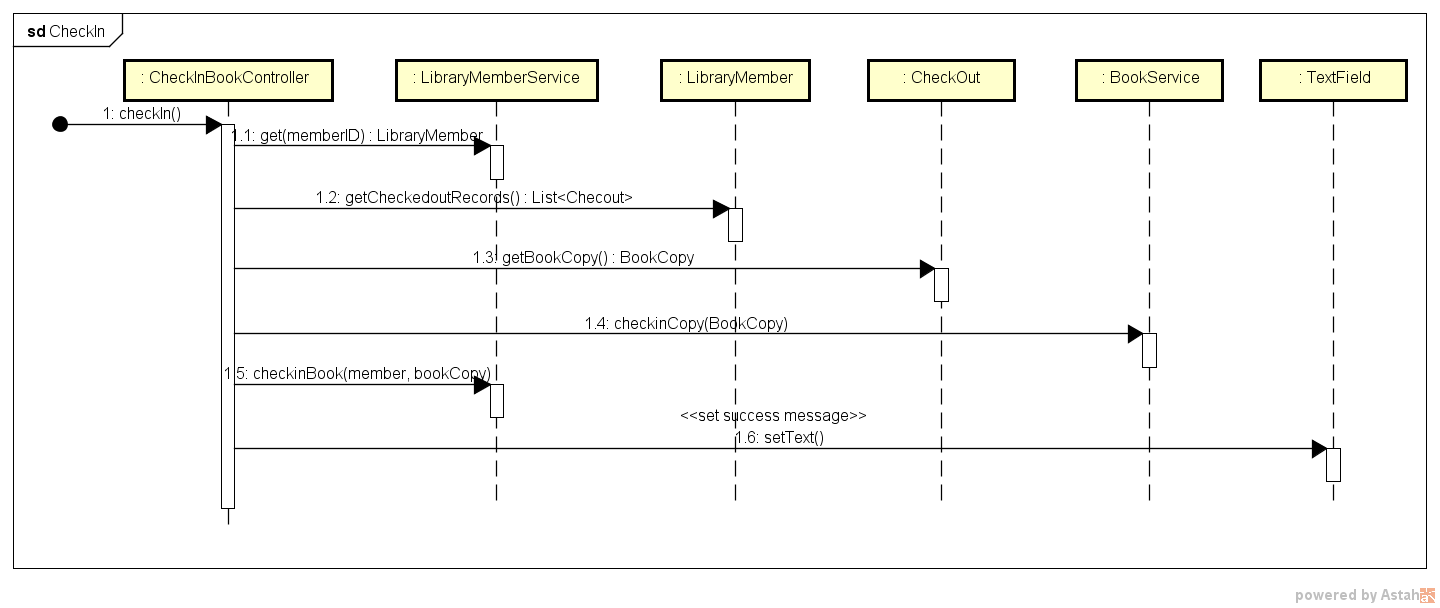 sd CheckIn
: CheckInBookController
: LibraryMemberService
: LibraryMember
: CheckOut
: BookService
: TextField
1: checkIn()
1.1: get(memberID) : LibraryMember
1.2: getCheckedoutRecords() : List<Checout>
1.3: getBookCopy() : BookCopy
1.4: checkinCopy(BookCopy)
1.5: checkinBook(member, bookCopy)
<<set success message>>
1.6: setText()
powered by Astah